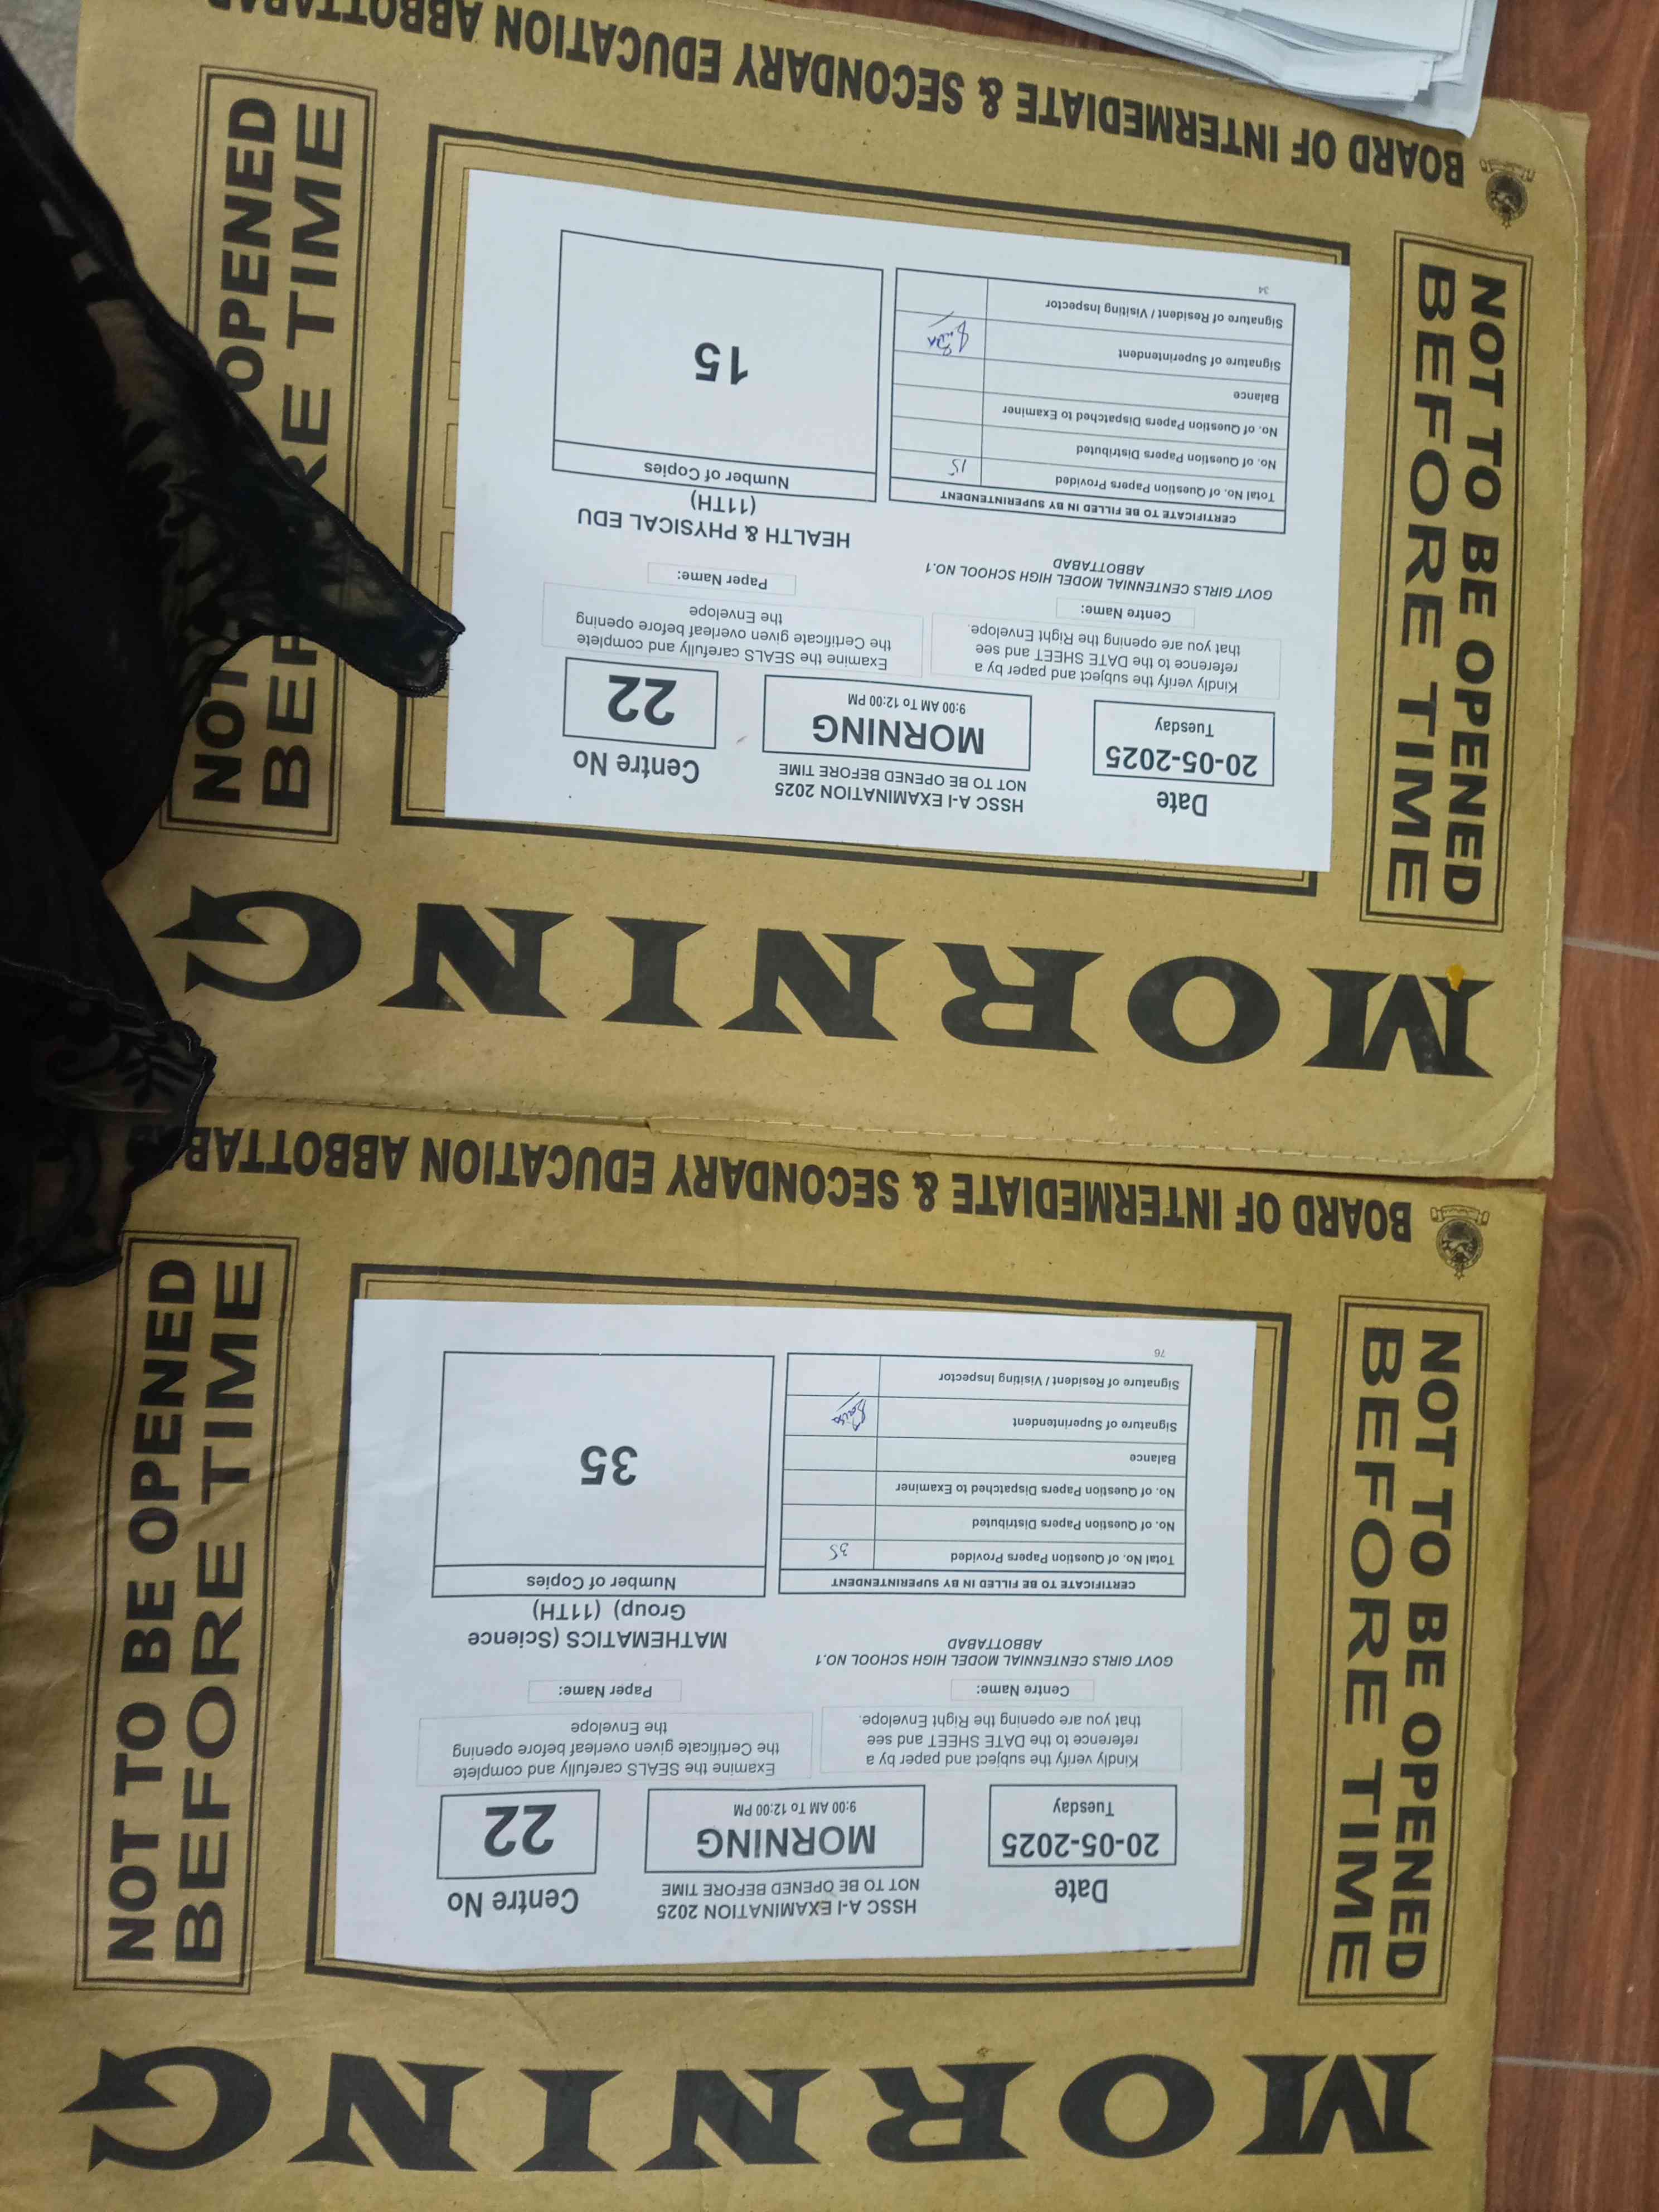 MORNING
NOT TO BE OPENED
BEFORE TIME
Date
20-05-2025
Tuesday
HSSC A-I EXAMINATION 2025
NOT TO BE OPENED BEFORE TIME
MORNING
9:00 AM To 12:00 PM
Centre No
22
Kindly verify the subject and paper by a
reference to the DATE SHEET and see
that you are opening the Right Envelope.
Examine the SEALS carefully and complete
the Certificate given overleaf before opening
the Envelope
Centre Name:
GOVT GIRLS CENTENNIAL MODEL HIGH SCHOOL NO.1
ABBOTTABAD
Paper Name:
MATHEMATICS (Science
Group) (11TH)
CERTIFICATE TO BE FILLED IN BY SUPERINTENDENT
Total No. of Question Papers Provided 35
No. of Question Papers Distributed
No. of Question Papers Dispatched to Examiner
Balance
Signature of Superintendent
Signature of Resident / Visiting Inspector
76
Number of Copies
35
NOT TO BE OPENED
BEFORE TIME
BOARD OF INTERMEDIATE & SECONDARY EDUCATION ABBOTTAB
MORNING
NOT TO BE OPENED
BEFORE TIME
Date
20-05-2025
Tuesday
HSSC A-I EXAMINATION 2025
NOT TO BE OPENED BEFORE TIME
MORNING
9:00 AM To 12:00 PM
Centre No
22
Kindly verify the subject and paper by a
reference to the DATE SHEET and see
that you are opening the Right Envelope.
Examine the SEALS carefully and complete
the Certificate given overleaf before opening
the Envelope
Centre Name:
GOVT GIRLS CENTENNIAL MODEL HIGH SCHOOL NO.1
ABBOTTABAD
Paper Name:
HEALTH & PHYSICAL EDU
(11TH)
CERTIFICATE TO BE FILLED IN BY SUPERINTENDENT
Total No. of Question Papers Provided 15
No. of Question Papers Distributed
No. of Question Papers Dispatched to Examiner
Balance
Signature of Superintendent
Signature of Resident / Visiting Inspector
34
Number of Copies
15
NOT OPENED
BEFORE TIME
BOARD OF INTERMEDIATE & SECONDARY EDUCATION ABBOTTABAD